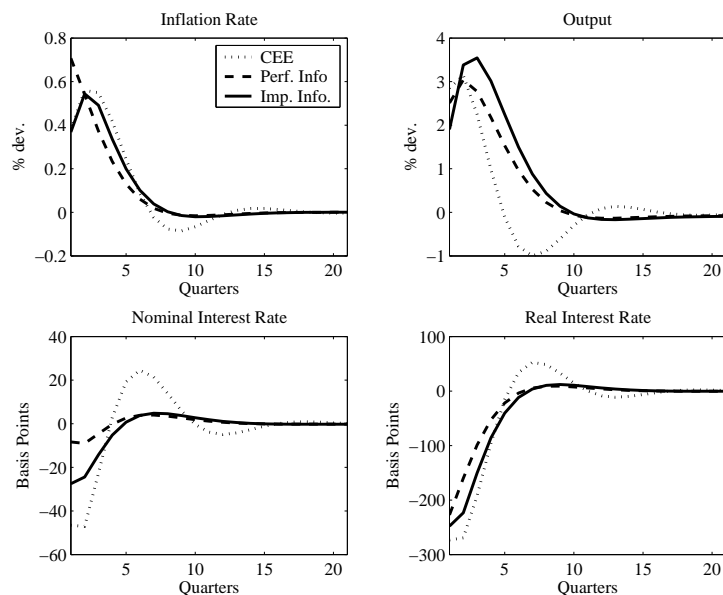 Inflation Rate
0.8
0.6
0.4
0.2
0
−0.2
% dev.
5
10
15
20
Quarters
CEE
Perf. Info
Imp. Info.
Output
4
3
2
1
0
−1
% dev.
5
10
15
20
Quarters
Nominal Interest Rate
40
20
0
−20
−40
−60
Basis Points
5
10
15
20
Quarters
Real Interest Rate
100
0
−100
−200
−300
Basis Points
5
10
15
20
Quarters